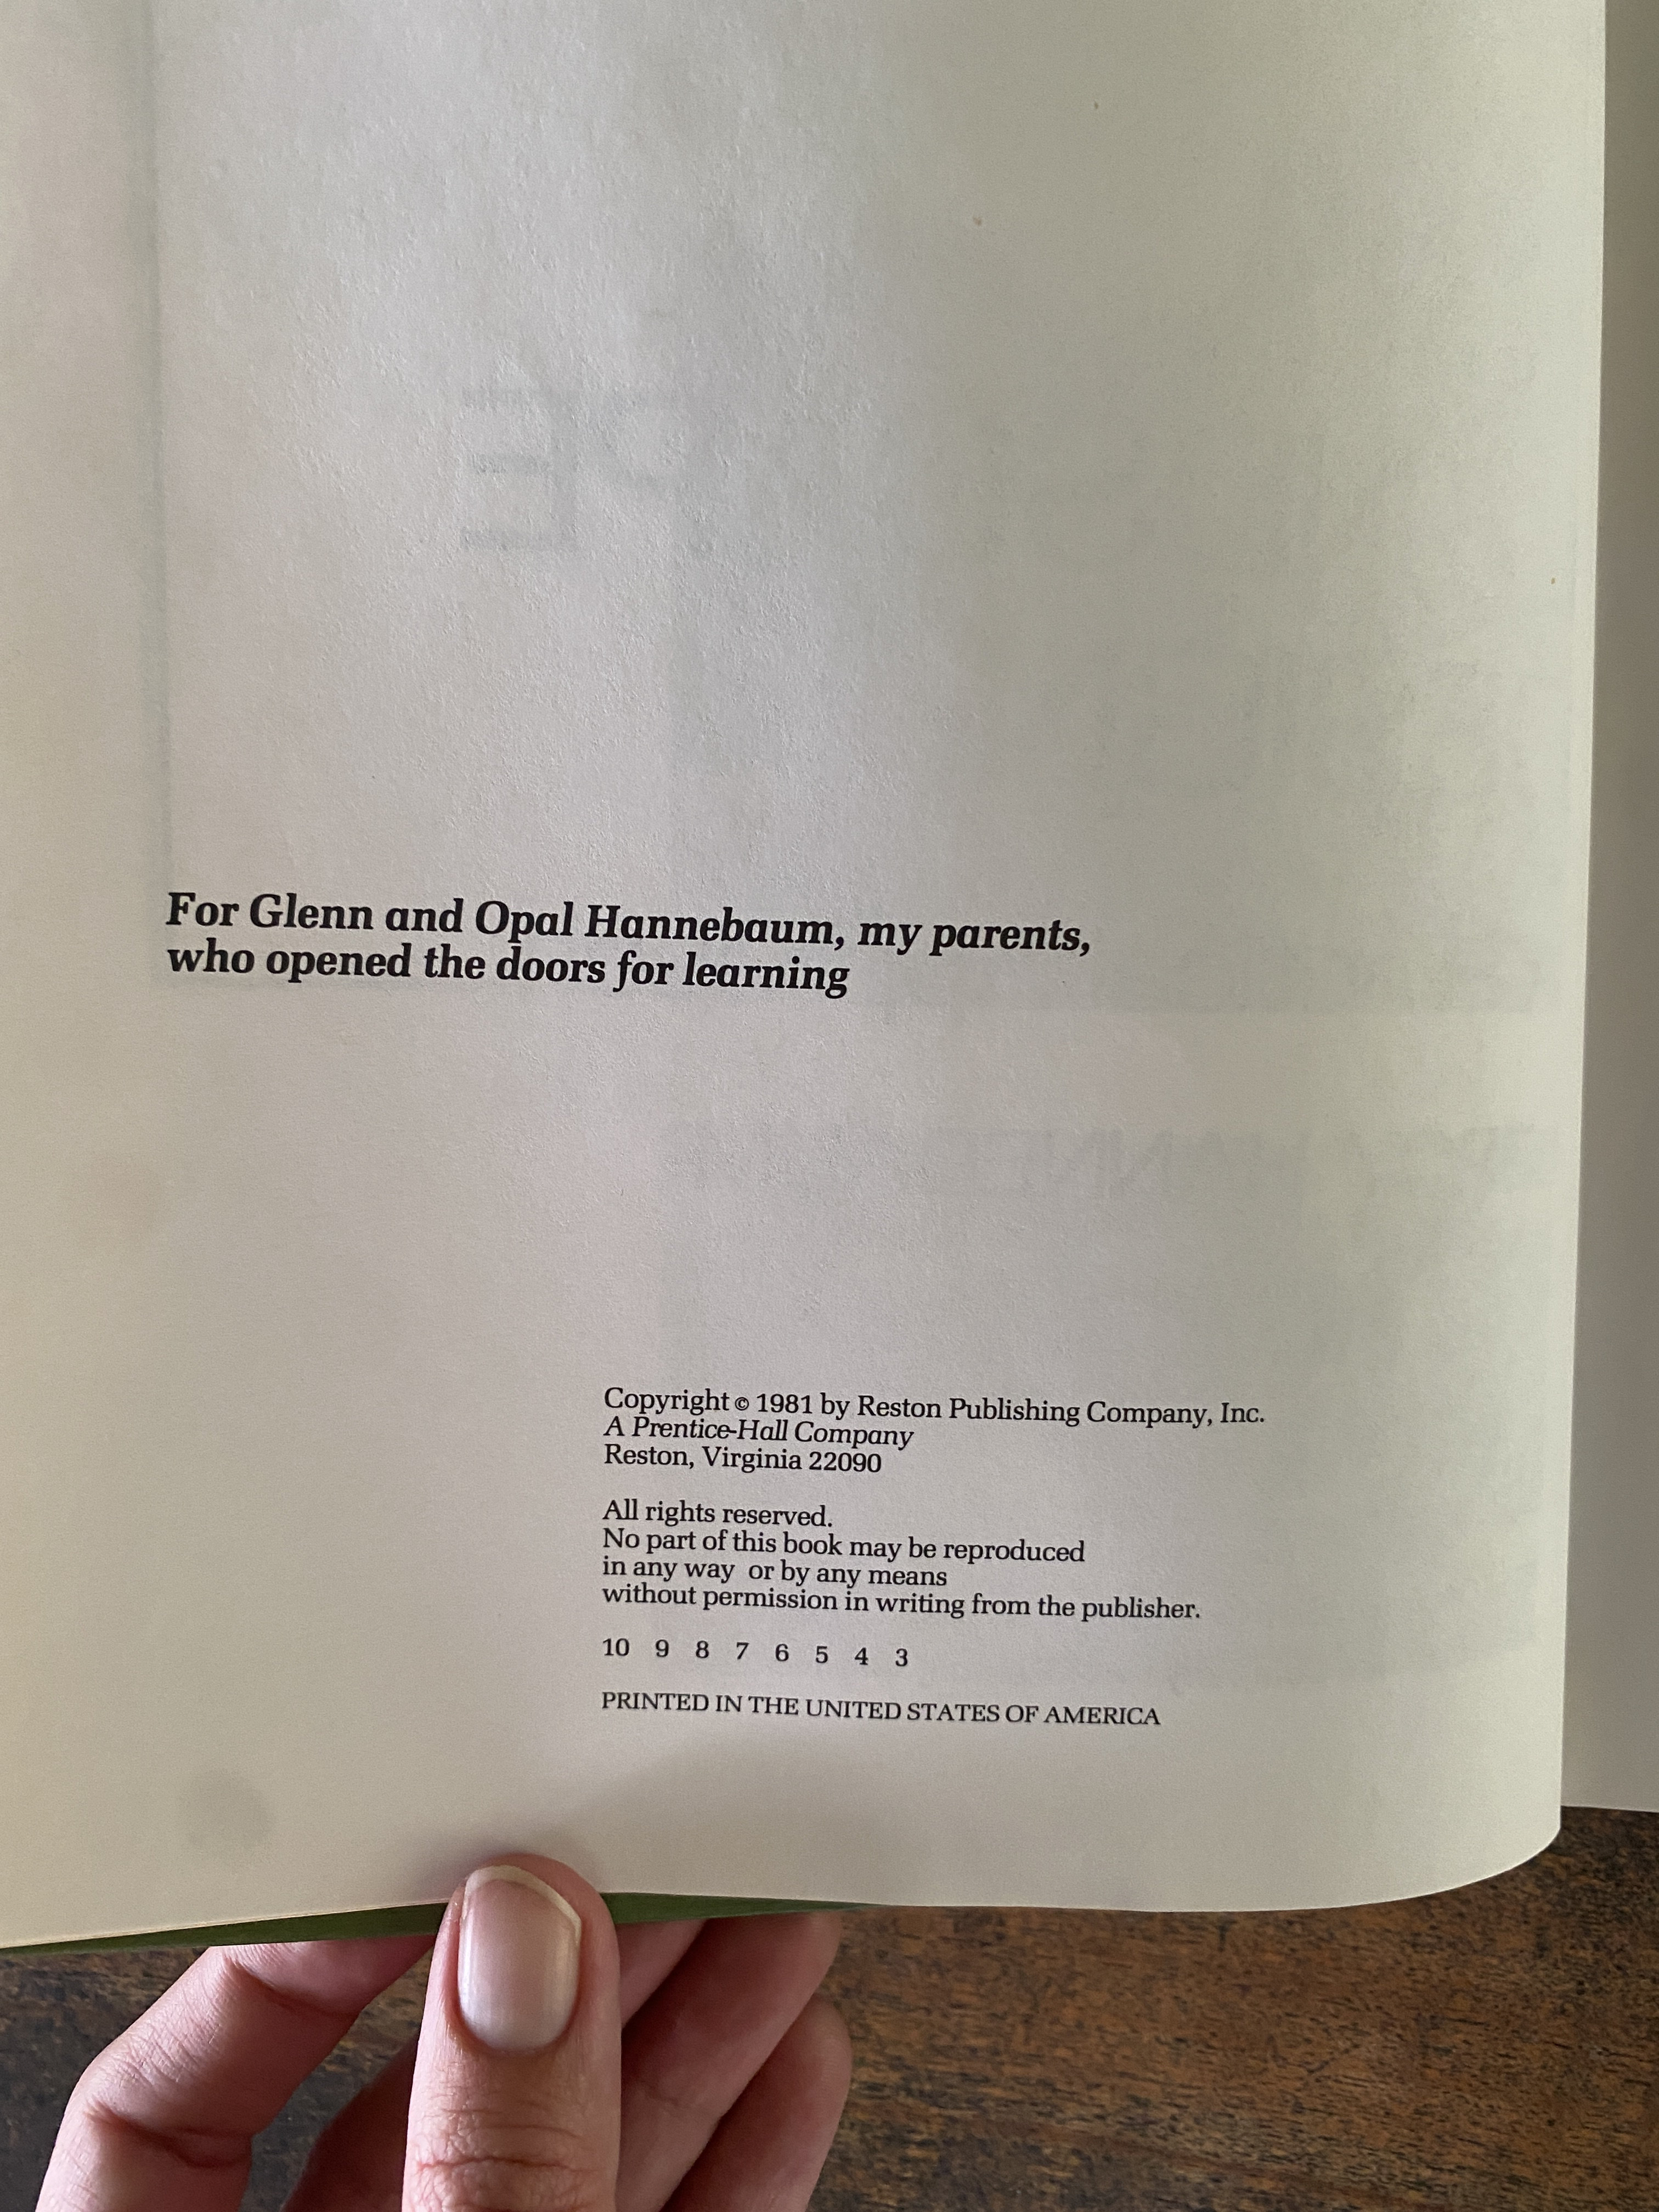 For Glenn and Opal Hannebaum, my parents,
who opened the doors for learning
Copyright © 1981 by Reston Publishing Company, Inc.
A Prentice-Hall Company
Reston, Virginia 22090
All rights reserved.
No part of this book may be reproduced
in any way or by any means
without permission in writing from the publisher.
10 9 8 7 6 5 4 3
PRINTED IN THE UNITED STATES OF AMERICA